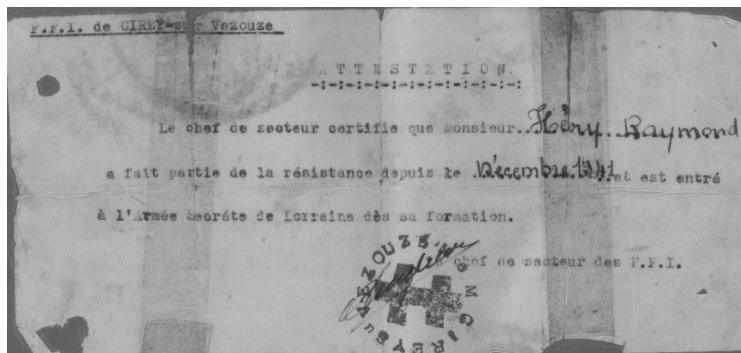 F.F.I. de CIREY-sur Vezouze
ATTESTATION.
-:-:-:-:-:-:-:-:-:-:-
Le chef de secteur certifie que Monsieur..Héry Raymond
a fait partie de la résistance depuis le Décembre 1941 et est entré
à l'Armée Secréte de Lorraine dès sa formation.
chef de secteur des F.F.I.
CIREY S/ VEZOUZE